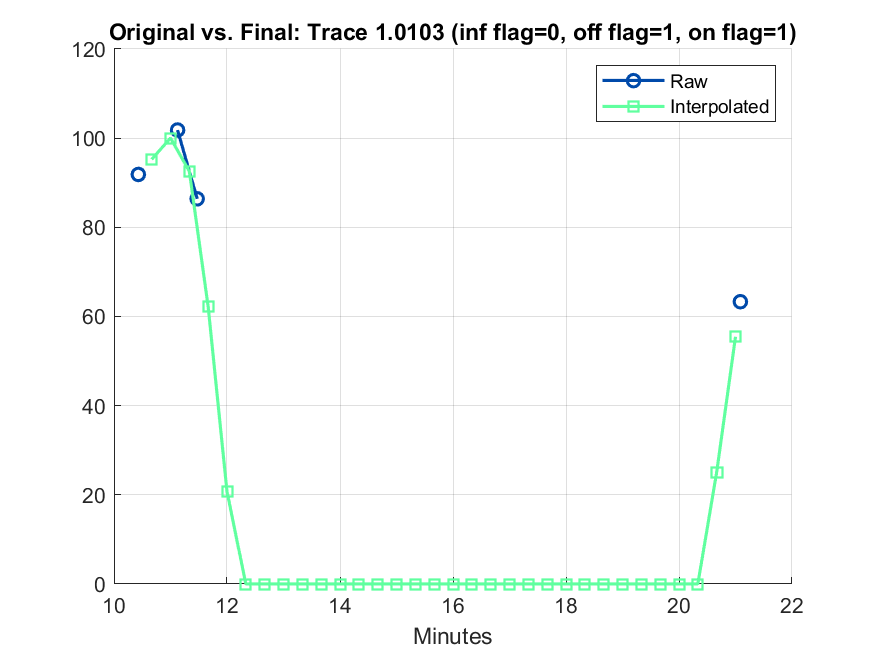 Original vs. Final: Trace 1.0103 (inf flag=0, off flag=1, on flag=1)
120
100
80
60
40
20
0
Raw
Interpolated
10 12 14 16 18 20 22
Minutes